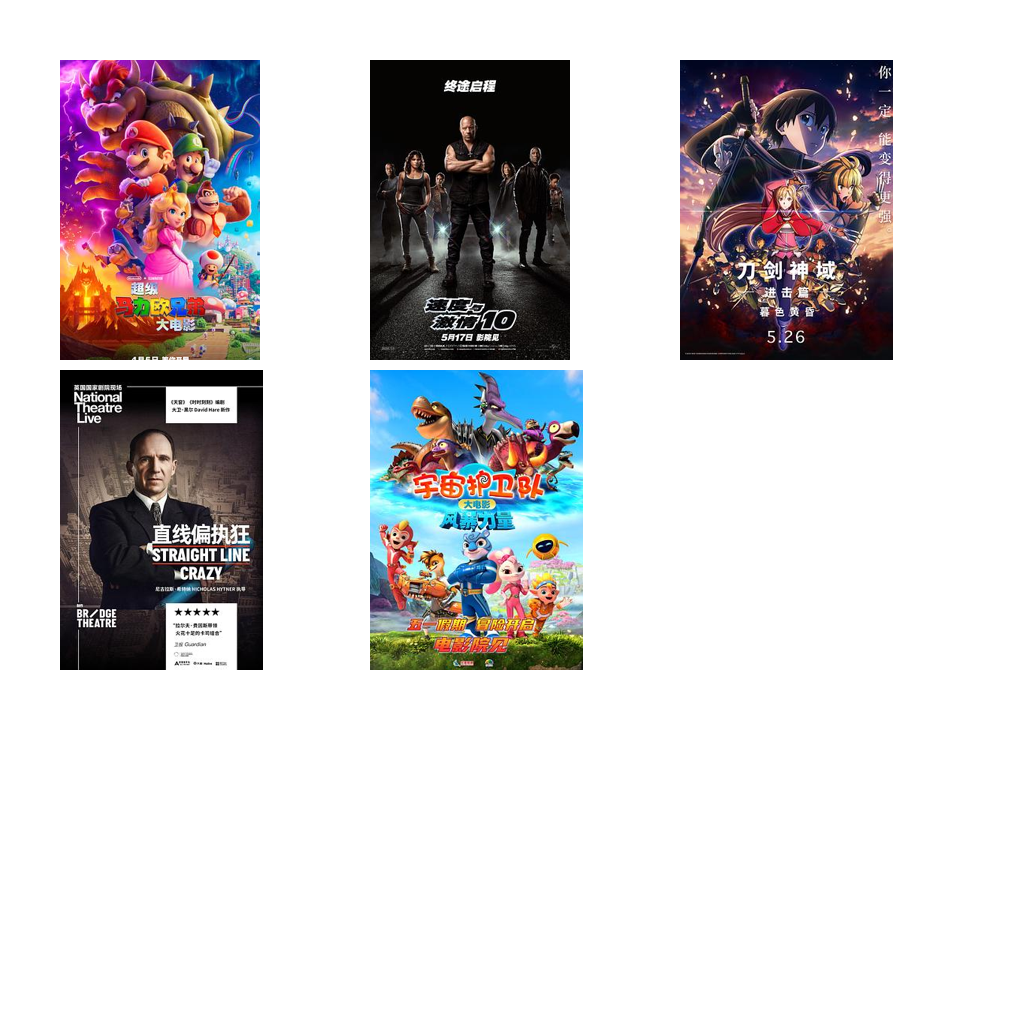 超级
马力欧兄弟
大电影
终途启程
速度与
激情10
5月17日 影院见
你一定能变得更强
刀剑神域
进击篇
暮色黄昏
5.26
英国国家剧院现场
National
Theatre
Live
《天窗》《时时刻刻》编剧
大卫·黑尔 David Hare 新作
直线偏执狂
STRAIGHT LINE
CRAZY
尼古拉斯·希特纳 NICHOLAS HYTNER 执导
BRIDGE
THEATRE
★★★★★
"拉尔夫·费因斯带领
火花十足的卡司组合"
卫报 Guardian
宇宙护卫队
大电影
风暴力量
五一假期 冒险开启
电影院见